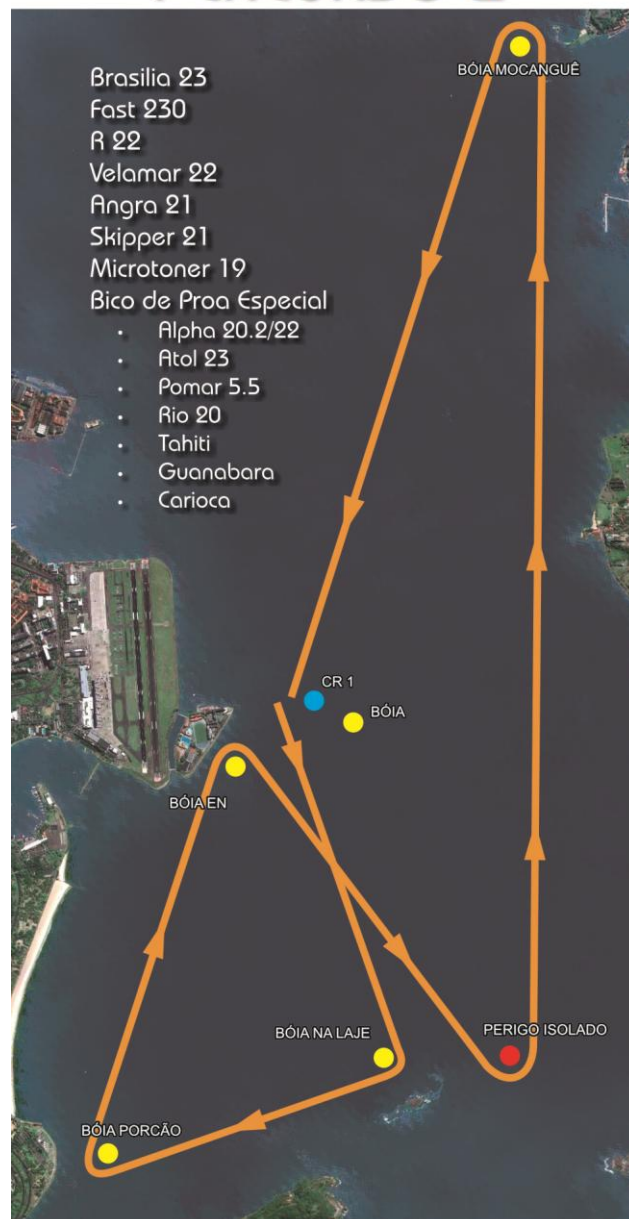 Brasilia 23
Fast 230
R 22
Velamar 22
Angra 21
Skipper 21
Microtoner 19
Bico de Proa Especial
· Alpha 20.2/22
· Atol 23
· Pomar 5.5
· Rio 20
· Tahiti
· Guanabara
· Carioca
BÓIA MOCANGUÊ
CR 1
BÓIA
BÓIA EN
BÓIA NA LAJE
PERIGO ISOLADO
BÓIA PORCÃO